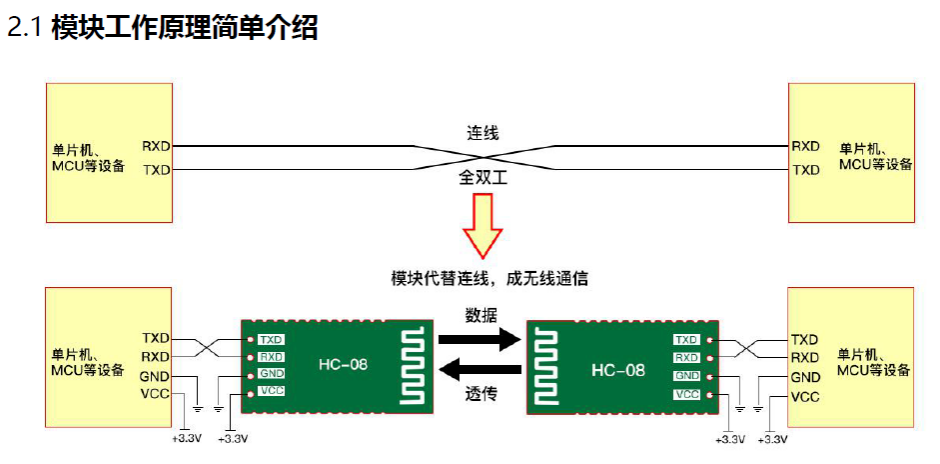 2.1 模块工作原理简单介绍
连线
单片机、
MCU等设备
RXD
TXD
RXD
TXD
单片机、
MCU等设备
全双工
模块代替连线，成无线通信
数据
透传
单片机、
MCU等设备
TXD
RXD
GND
VCC
+3.3V
+3.3V
TXD
RXD
GND
VCC
HC-08
HC-08
TXD
RXD
GND
VCC
+3.3V
+3.3V
TXD
RXD
GND
VCC
单片机、
MCU等设备